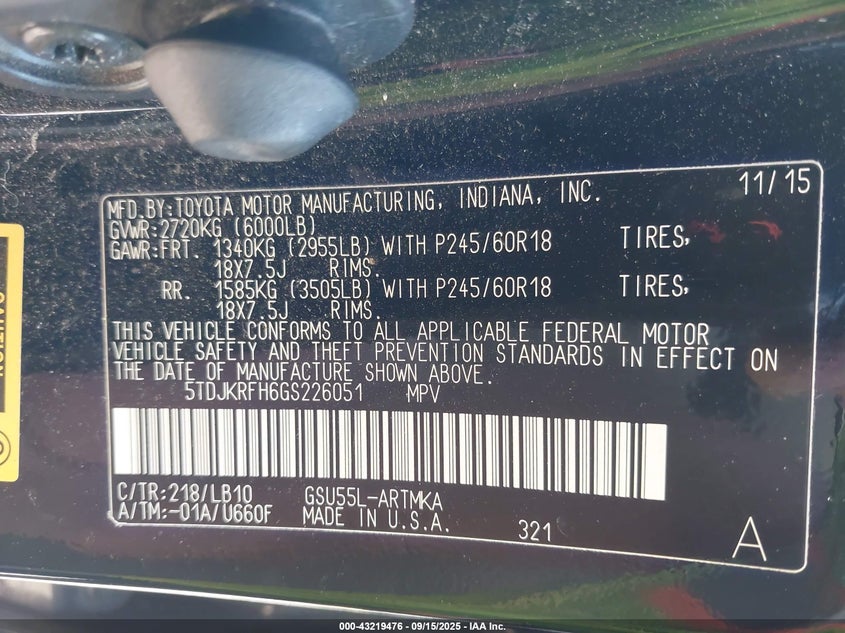 MFD.BY:TOYOTA MOTOR MANUFACTURING, INDIANA, INC. 11/15
GVWR:2720KG (6000LB)
GAWR:FRT. 1340KG (2955LB) WITH P245/60R18 TIRES,
18X7.5J RIMS.
RR. 1585KG (3505LB) WITH P245/60R18 TIRES,
18X7.5J RIMS.
THIS VEHICLE CONFORMS TO ALL APPLICABLE FEDERAL MOTOR
VEHICLE SAFETY AND THEFT PREVENTION STANDARDS IN EFFECT ON
THE DATE OF MANUFACTURE SHOWN ABOVE.
5TDJKRFH6GS226051 MPV
C/TR:218/LB10 GSU55L-ARTMKA
A/TM:-01A/U660F MADE IN U.S.A. 321 A
CAUTION
000-43219476 - 09/15/2025 - IAA Inc.